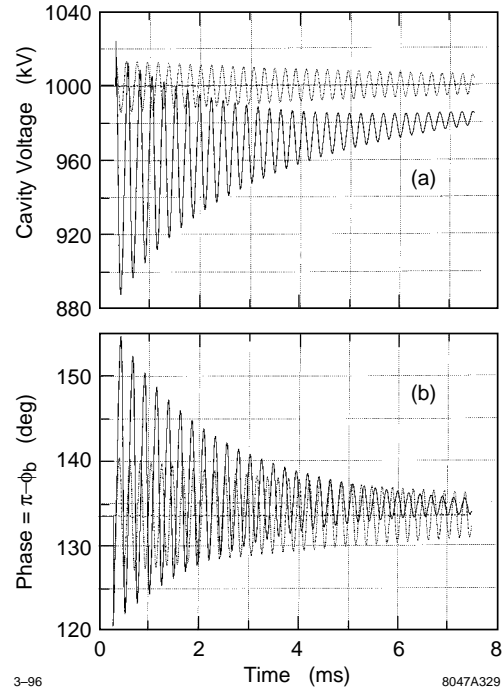 1040
1000
960
920
880
Cavity Voltage (kV)
(a)
150
140
130
120
Phase = π–ϕb (deg)
(b)
0 2 4 6 8
Time (ms)
3–96
8047A329